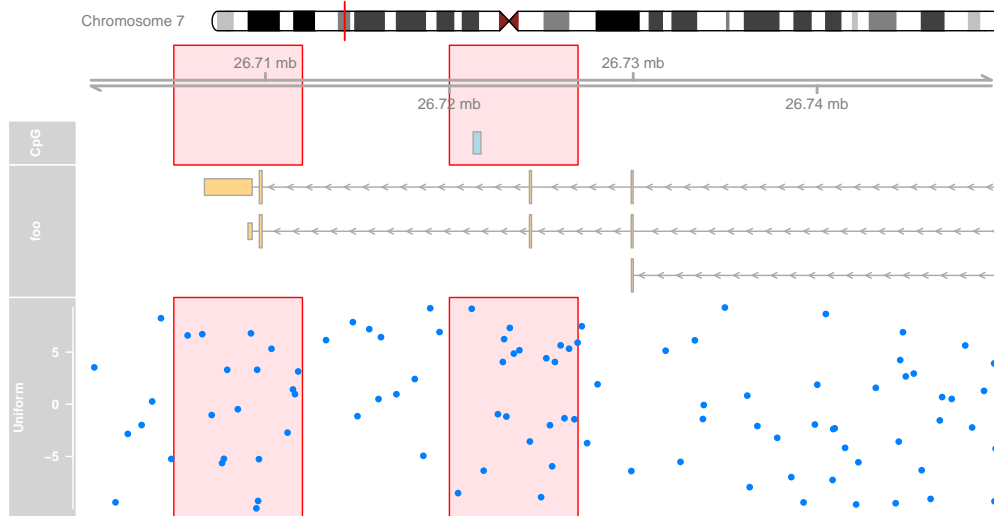 Chromosome 7
26.71 mb
26.73 mb
26.72 mb
26.74 mb
CpG
foo
Uniform
5
0
−5